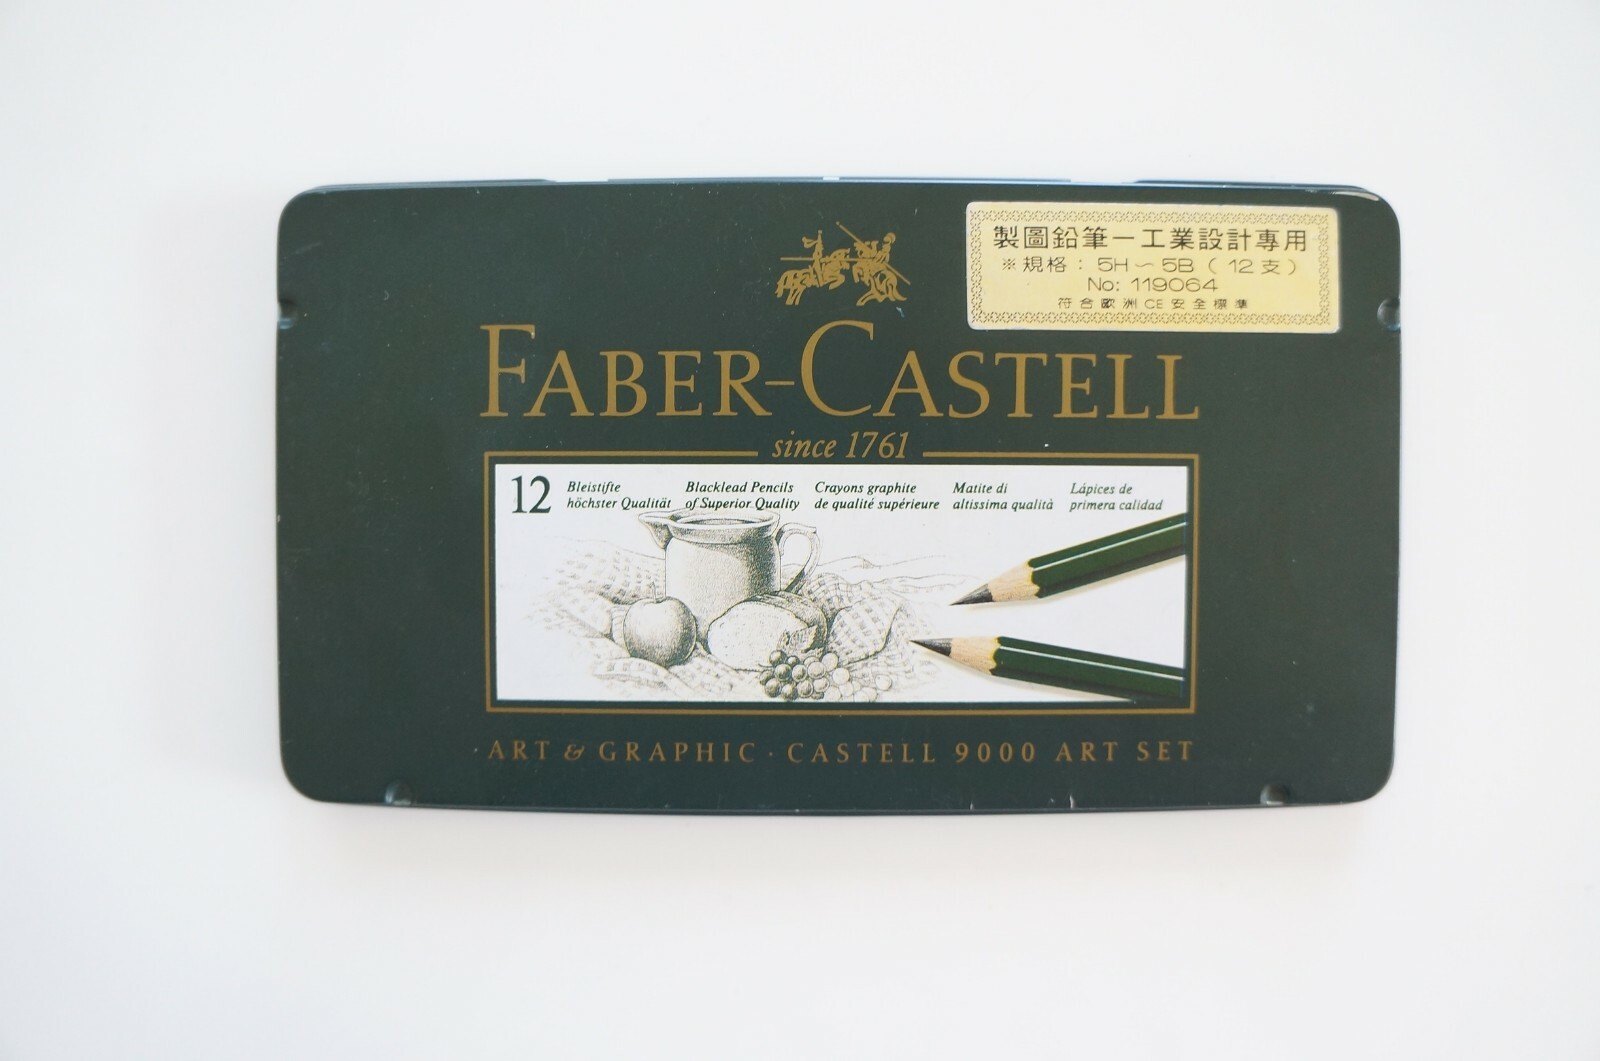 製圖鉛筆－工業設計專用
※規格：5H～5B（12支）
No: 119064
符合歐洲CE安全標準
FABER-CASTELL
since 1761
12
Bleistifte
höchster Qualität
Blacklead Pencils
of Superior Quality
Crayons graphite
de qualité supérieure
Matite di
altissima qualità
Lápices de
primera calidad
·ART & GRAPHIC · CASTELL 9000 ART SET